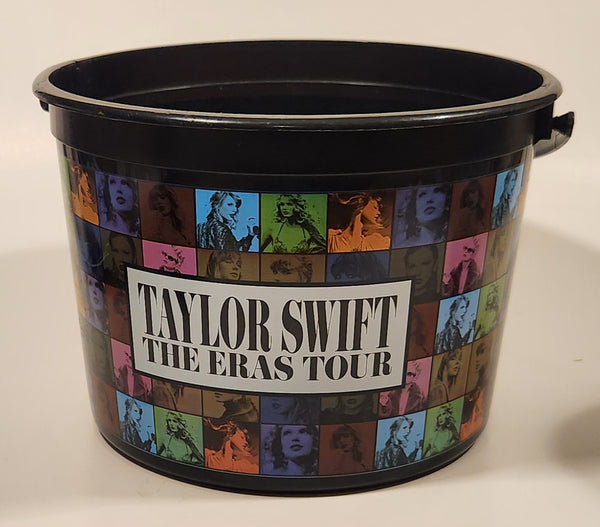 TAYLOR SWIFT
THE ERAS TOUR